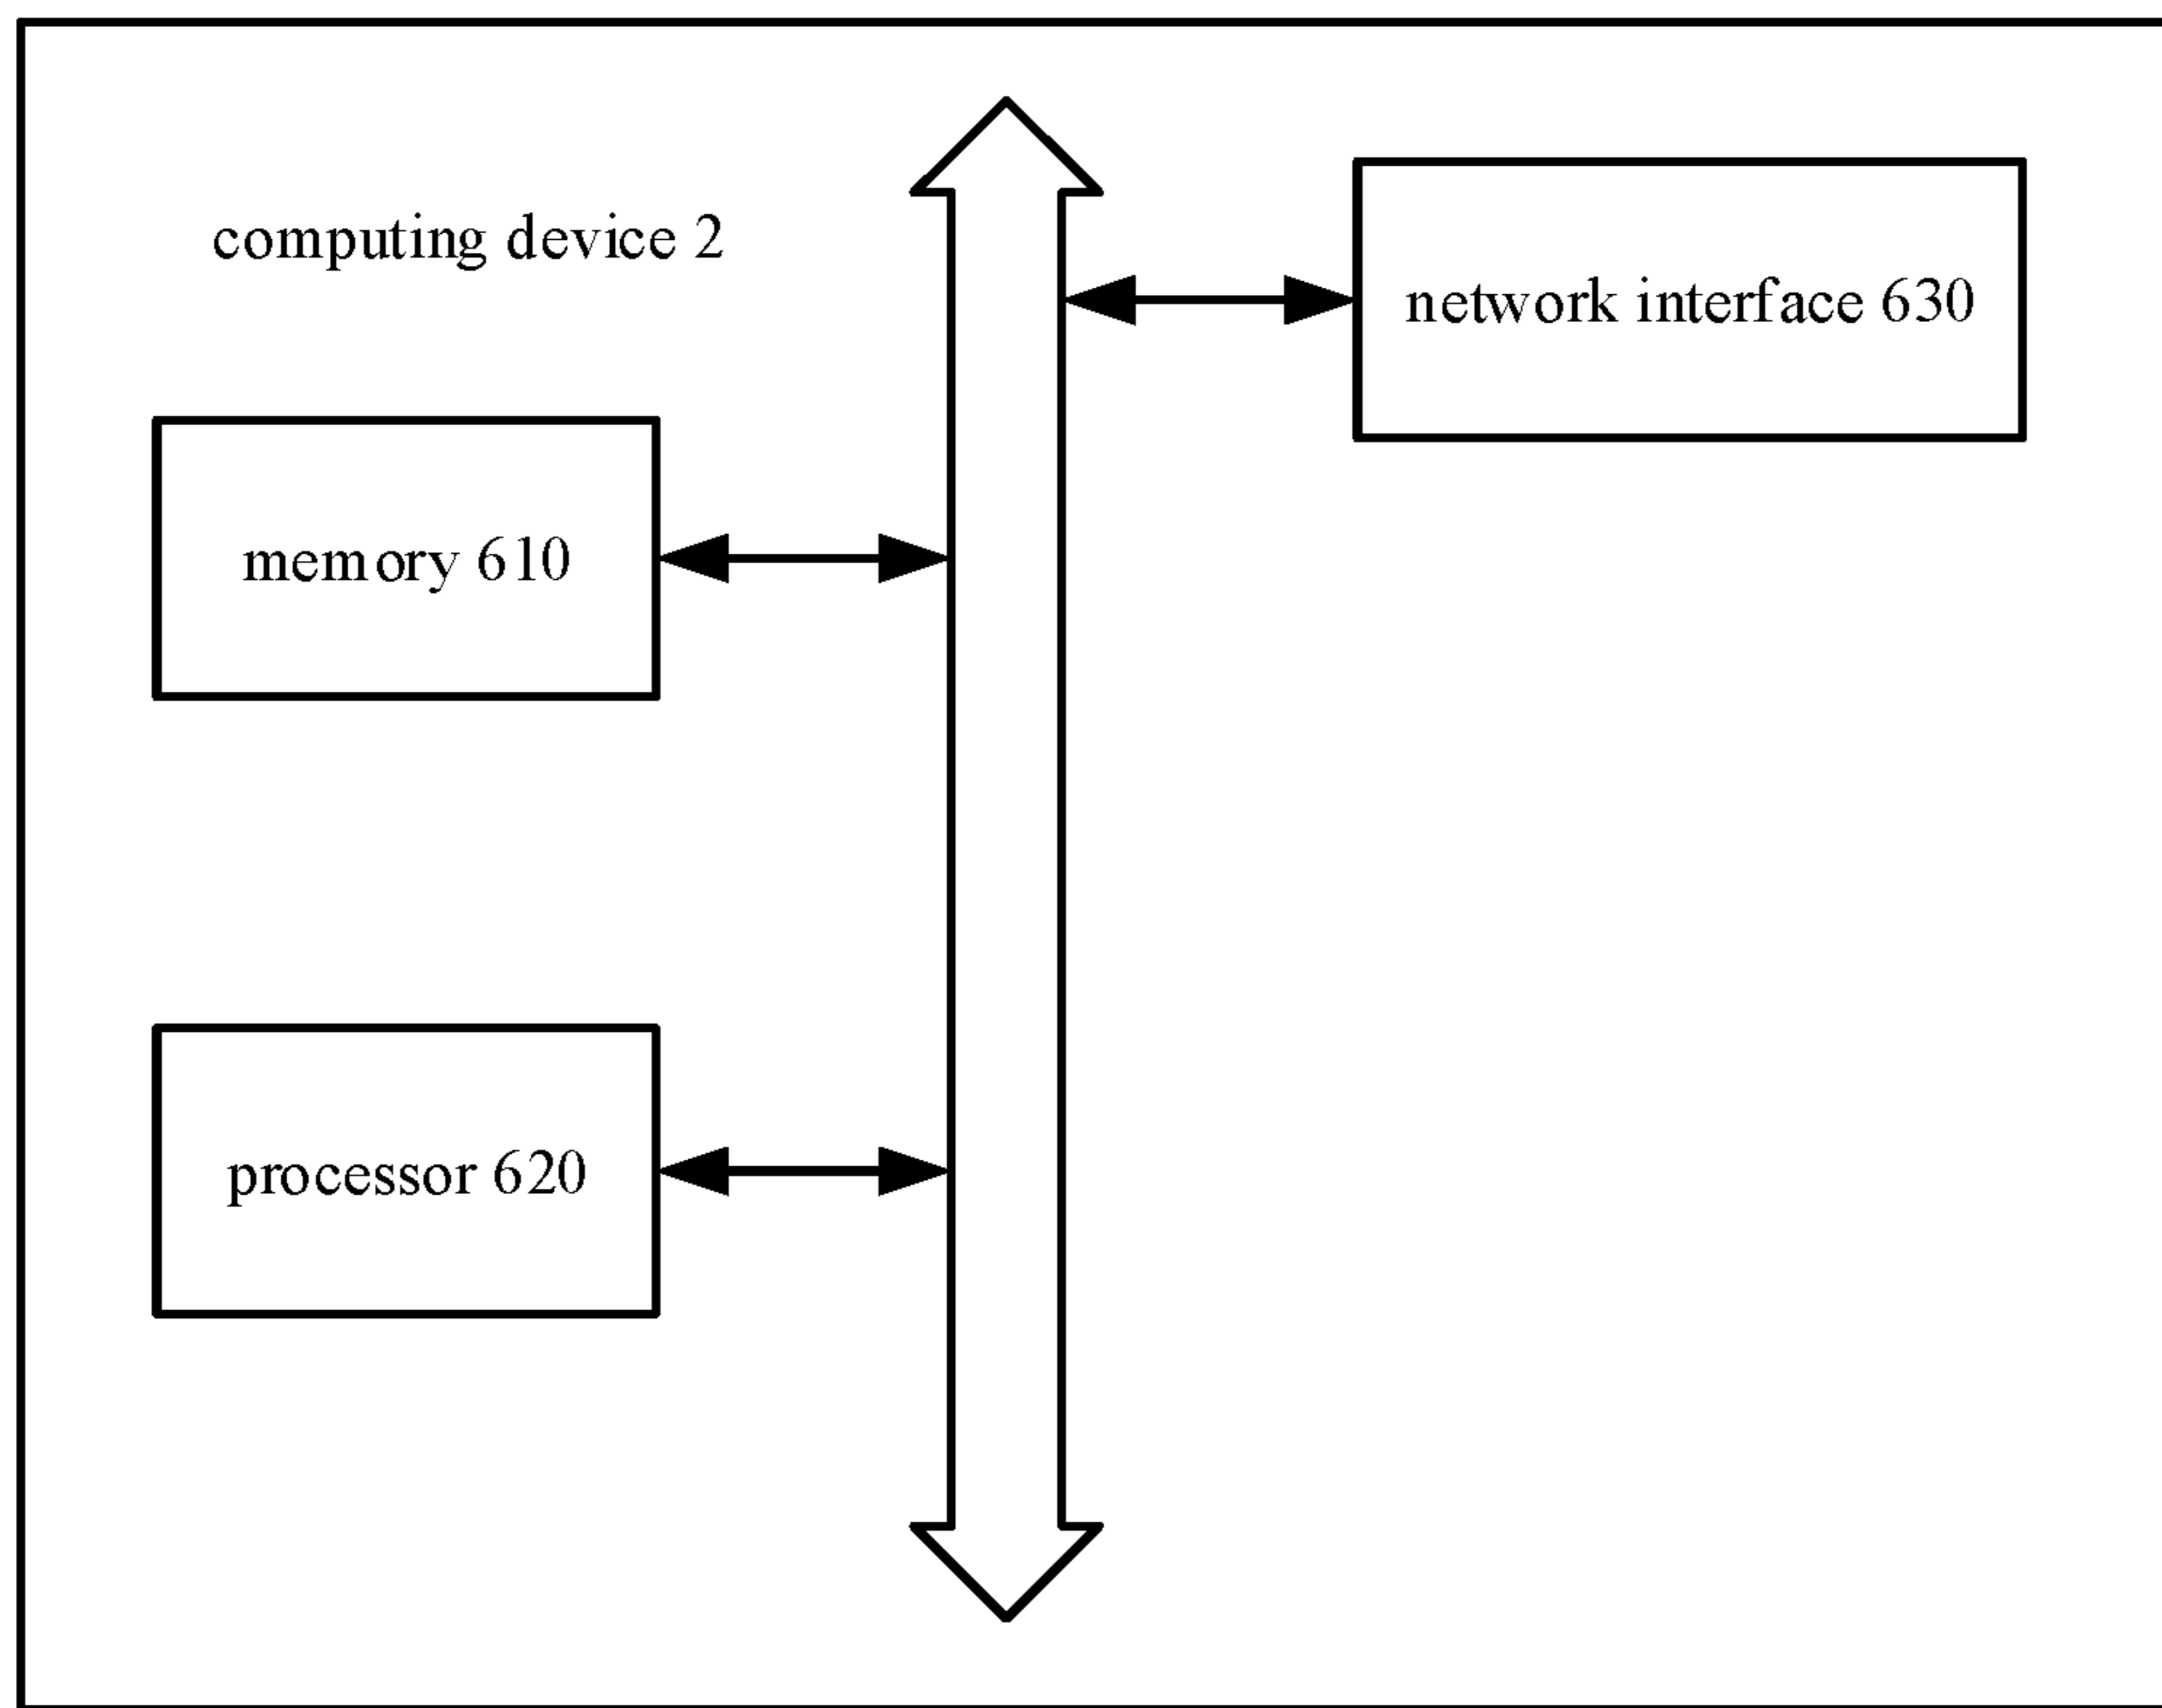 computing device 2
network interface 630
memory 610
processor 620